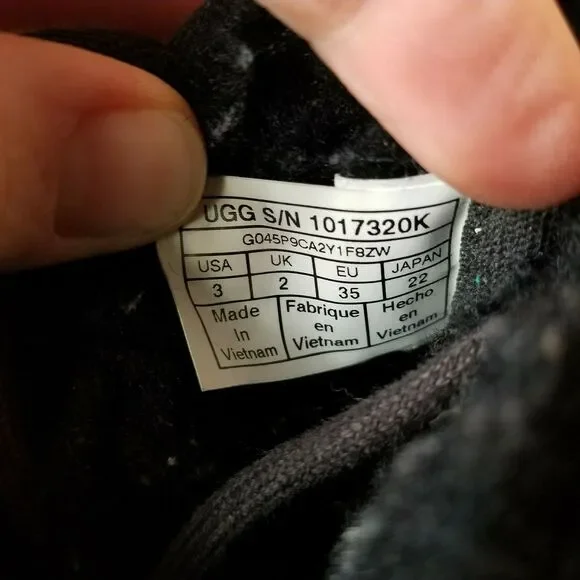 UGG S/N 1017320K
G045P9CA2Y1F8ZW
USA UK EU JAPAN
3 2 35 22
Made Fabrique Hecho
In en en
Vietnam Vietnam Vietnam